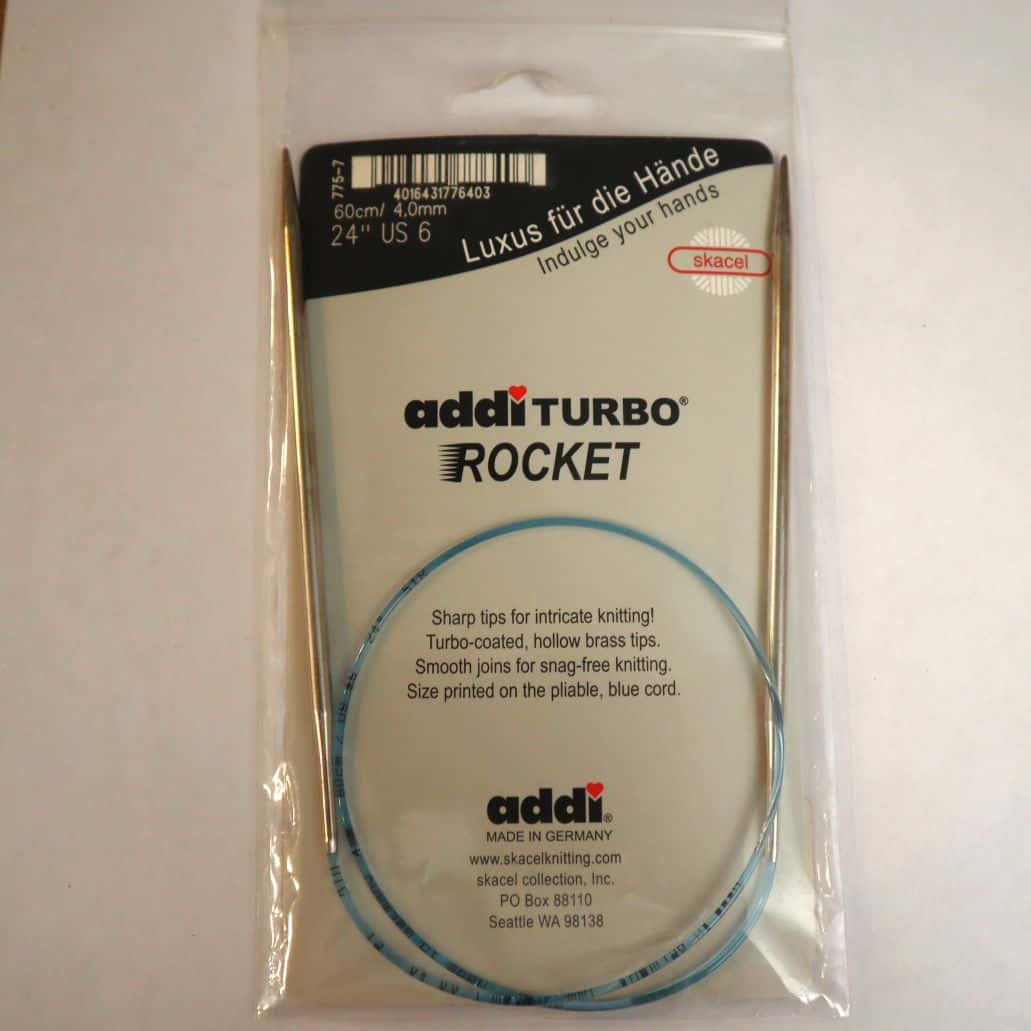 775-7
4016431776403
60cm/ 4,0mm
24" US 6
Luxus für die Hände
Indulge your hands
skacel
addi TURBO®
ROCKET
Sharp tips for intricate knitting!
Turbo-coated, hollow brass tips.
Smooth joins for snag-free knitting.
Size printed on the pliable, blue cord.
addi®
MADE IN GERMANY
www.skacelknitting.com
skacel collection, Inc.
PO Box 88110
Seattle WA 98138